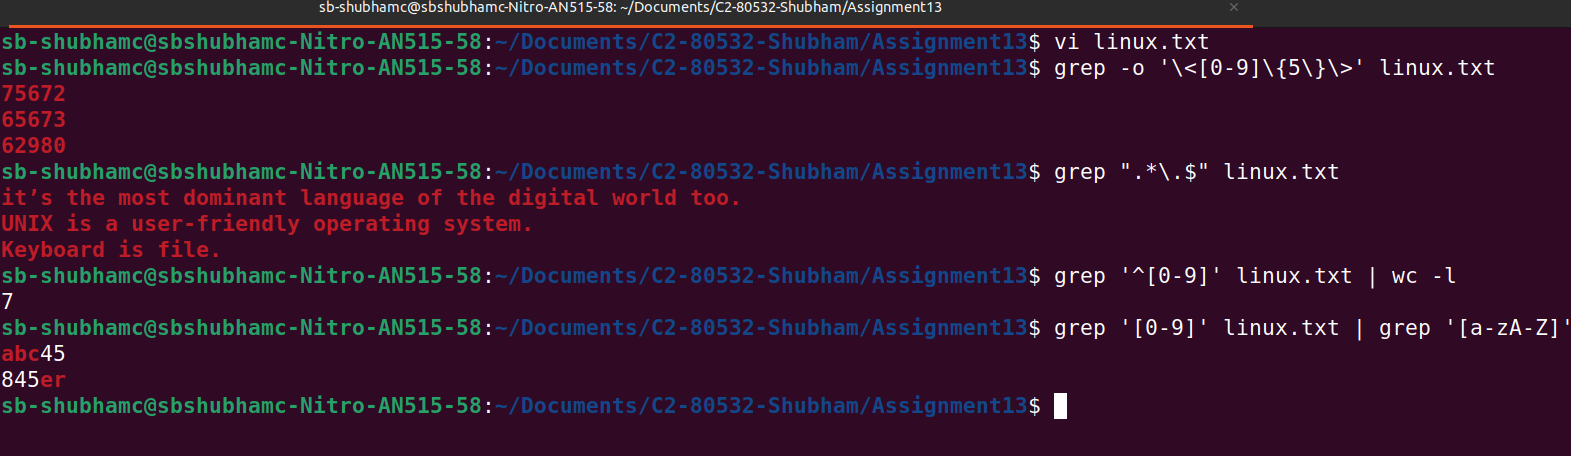 sb-shubhamc@sbshubhamc-Nitro-AN515-58: ~/Documents/C2-80532-Shubham/Assignment13 ×
sb-shubhamc@sbshubhamc-Nitro-AN515-58:~/Documents/C2-80532-Shubham/Assignment13$ vi linux.txt
sb-shubhamc@sbshubhamc-Nitro-AN515-58:~/Documents/C2-80532-Shubham/Assignment13$ grep -o '\<[0-9]\{5\}\>' linux.txt
75672
65673
62980
sb-shubhamc@sbshubhamc-Nitro-AN515-58:~/Documents/C2-80532-Shubham/Assignment13$ grep ".*\.$" linux.txt
it’s the most dominant language of the digital world too.
UNIX is a user-friendly operating system.
Keyboard is file.
sb-shubhamc@sbshubhamc-Nitro-AN515-58:~/Documents/C2-80532-Shubham/Assignment13$ grep '^[0-9]' linux.txt | wc -l
7
sb-shubhamc@sbshubhamc-Nitro-AN515-58:~/Documents/C2-80532-Shubham/Assignment13$ grep '[0-9]' linux.txt | grep '[a-zA-Z]'
abc45
845er
sb-shubhamc@sbshubhamc-Nitro-AN515-58:~/Documents/C2-80532-Shubham/Assignment13$